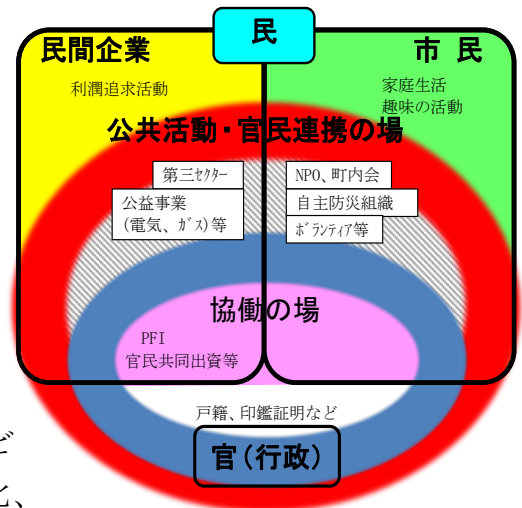 民
民間企業
市 民
利潤追求活動
家庭生活
趣味の活動
公共活動・官民連携の場
第三ｾｸﾀｰ
NPO、町内会
公益事業
(電気、ｶﾞｽ)等
自主防災組織
ﾎﾞﾗﾝﾃｨｱ等
協働の場
PFI
官民共同出資等
戸籍、印鑑証明など
官(行政)